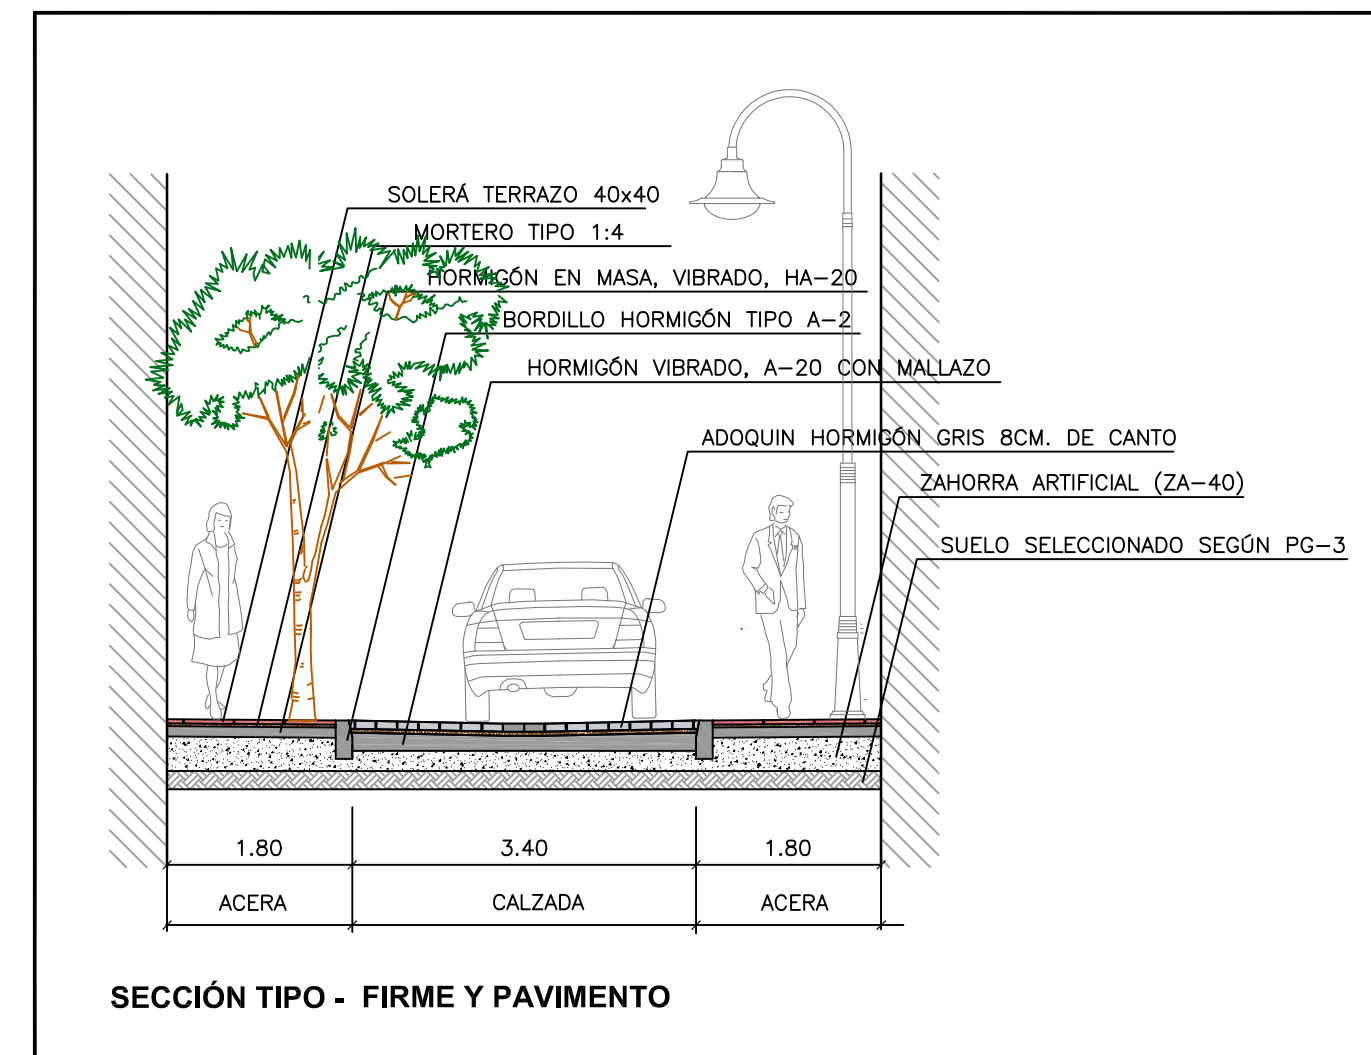 SOLERÁ TERRAZO 40x40
MORTERO TIPO 1:4
HORMIGÓN EN MASA, VIBRADO, HA-20
BORDILLO HORMIGÓN TIPO A-2
HORMIGÓN VIBRADO, A-20 CON MALLAZO
ADOQUIN HORMIGÓN GRIS 8CM. DE CANTO
ZAHORRA ARTIFICIAL (ZA-40)
SUELO SELECCIONADO SEGÚN PG-3
1.80 3.40 1.80
ACERA CALZADA ACERA
SECCIÓN TIPO - FIRME Y PAVIMENTO